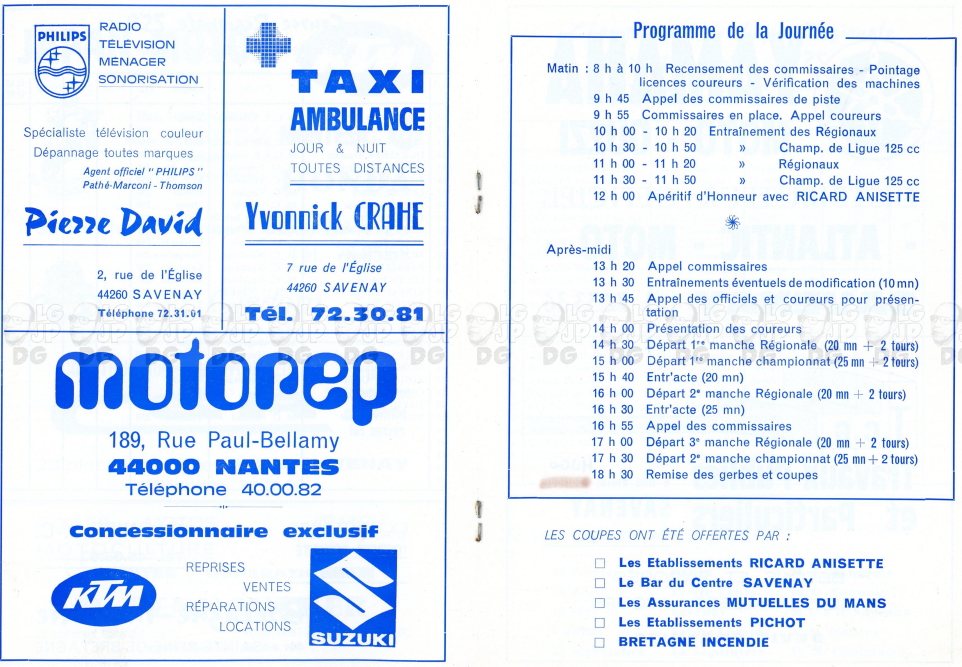 PHILIPS
RADIO
TÉLÉVISION
MÉNAGER
SONORISATION
Spécialiste télévision couleur
Dépannage toutes marques
Agent officiel "PHILIPS"
Pathé-Marconi - Thomson
Pierre David
2, rue de l'Église
44260 SAVENAY
Téléphone 72.31.01
TAXI
AMBULANCE
JOUR & NUIT
TOUTES DISTANCES
Yvonnick CRAHE
7 rue de l'Église
44260 SAVENAY
Tél. 72.30.81
motorep
189, Rue Paul-Bellamy
44000 NANTES
Téléphone 40.00.82
Concessionnaire exclusif
KTM
REPRISES
VENTES
RÉPARATIONS
LOCATIONS
SUZUKI
Programme de la Journée
Matin : 8 h à 10 h Recensement des commissaires - Pointage
licences coureurs - Vérification des machines
9 h 45 Appel des commissaires de piste
9 h 55 Commissaires en place. Appel coureurs
10 h 00 - 10 h 20 Entraînement des Régionaux
10 h 30 - 10 h 50 » Champ. de Ligue 125 cc
11 h 00 - 11 h 20 » Régionaux
11 h 30 - 11 h 50 » Champ. de Ligue 125 cc
12 h 00 Apéritif d'Honneur avec RICARD ANISETTE
Après-midi
13 h 20 Appel commissaires
13 h 30 Entraînements éventuels de modification (10 mn)
13 h 45 Appel des officiels et coureurs pour présen-
tation
14 h 00 Présentation des coureurs
14 h 30 Départ 1re manche Régionale (20 mn + 2 tours)
15 h 00 Départ 1re manche championnat (25 mn + 2 tours)
15 h 40 Entr'acte (20 mn)
16 h 00 Départ 2e manche Régionale (20 mn + 2 tours)
16 h 30 Entr'acte (25 mn)
16 h 55 Appel des commissaires
17 h 00 Départ 3e manche Régionale (20 mn + 2 tours)
17 h 30 Départ 2e manche championnat (25 mn + 2 tours)
18 h 30 Remise des gerbes et coupes
LES COUPES ONT ÉTÉ OFFERTES PAR :
Les Etablissements RICARD ANISETTE
Le Bar du Centre SAVENAY
Les Assurances MUTUELLES DU MANS
Les Etablissements PICHOT
BRETAGNE INCENDIE